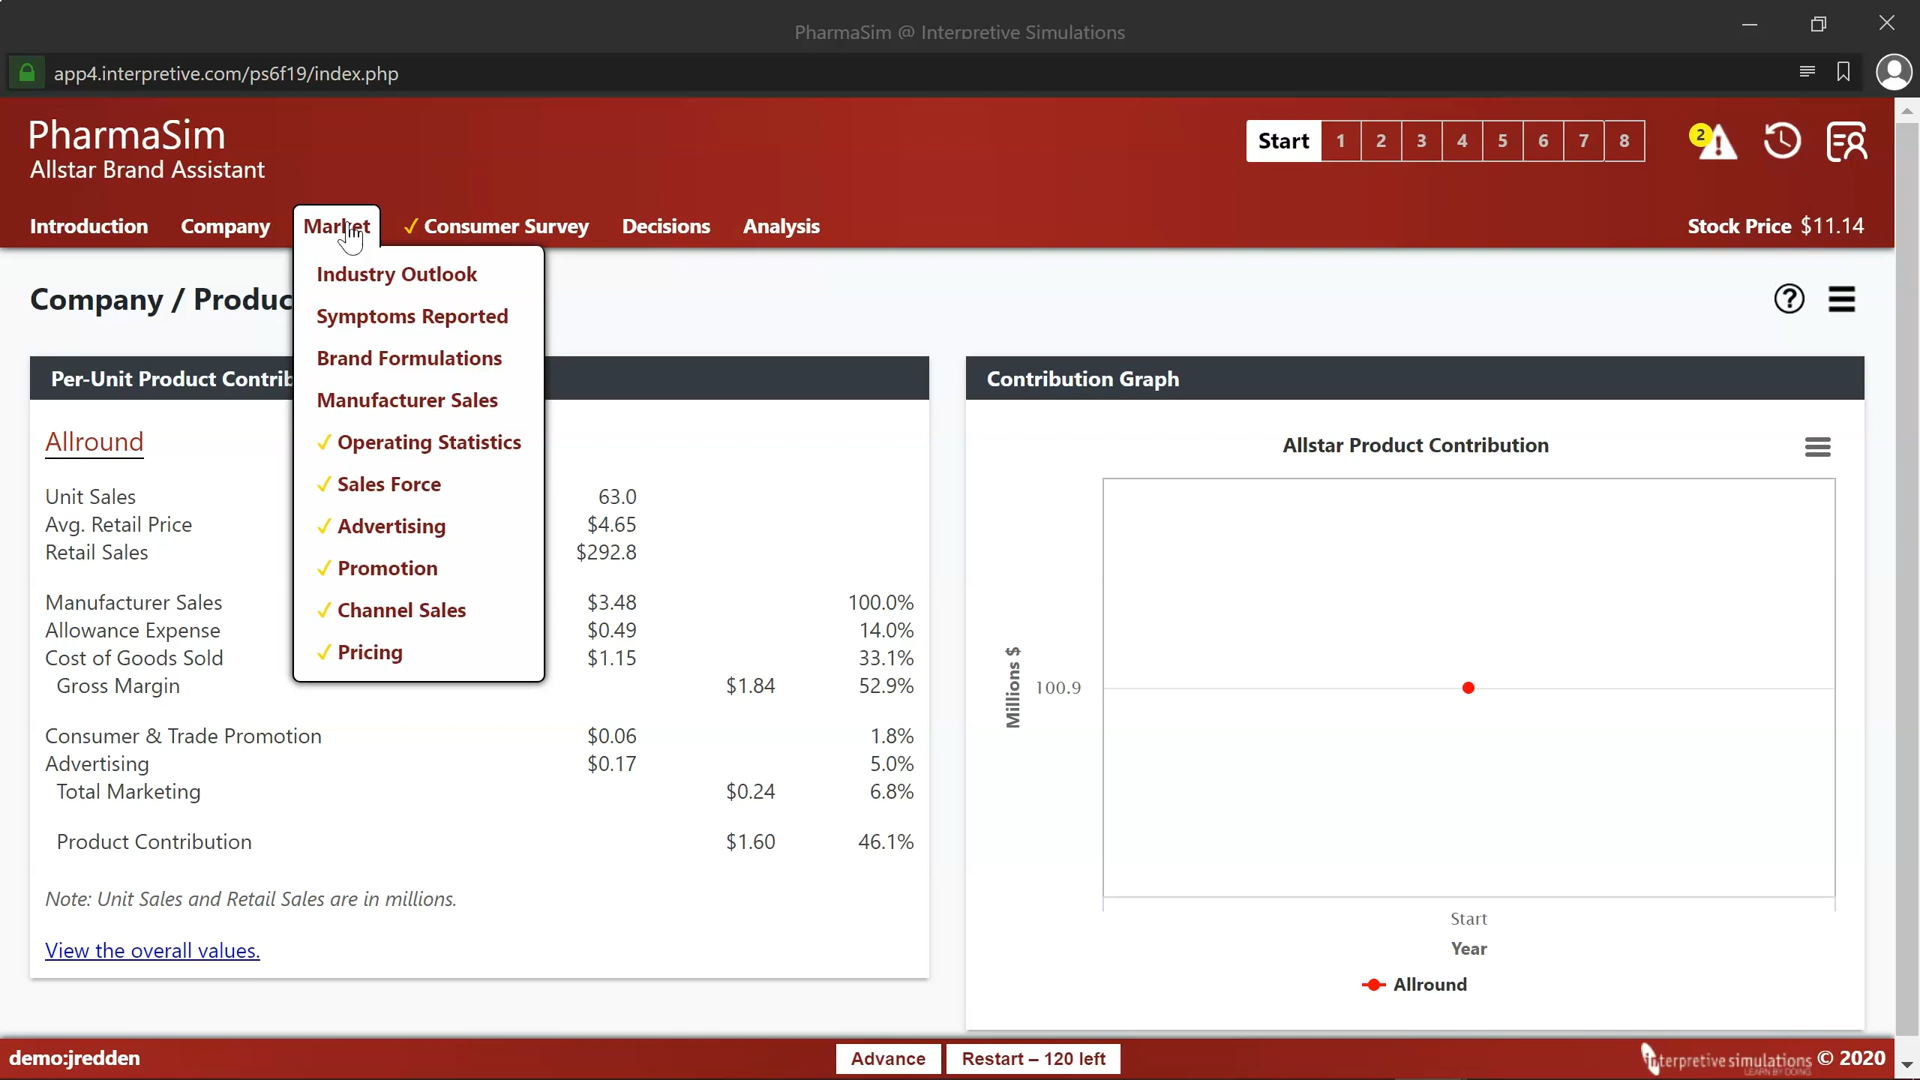 PharmaSim @ Interpretive Simulations
app4.interpretive.com/ps6f19/index.php
PharmaSim
Allstar Brand Assistant
Start 1 2 3 4 5 6 7 8
2
Introduction Company Market ✓ Consumer Survey Decisions Analysis
Stock Price $11.14
Industry Outlook
Symptoms Reported
Brand Formulations
Manufacturer Sales
✓ Operating Statistics
✓ Sales Force
✓ Advertising
✓ Promotion
✓ Channel Sales
✓ Pricing
Company / Produc
Per-Unit Product Contrib
Allround
Unit Sales 63.0
Avg. Retail Price $4.65
Retail Sales $292.8
Manufacturer Sales $3.48 100.0%
Allowance Expense $0.49 14.0%
Cost of Goods Sold $1.15 33.1%
Gross Margin $1.84 52.9%
Consumer & Trade Promotion $0.06 1.8%
Advertising $0.17 5.0%
Total Marketing $0.24 6.8%
Product Contribution $1.60 46.1%
Note: Unit Sales and Retail Sales are in millions.
View the overall values.
Contribution Graph
Allstar Product Contribution
Millions $
100.9
Start
Year
Allround
demo:jredden
Advance
Restart – 120 left
interpretive simulations © 2020
LEARN BY DOING